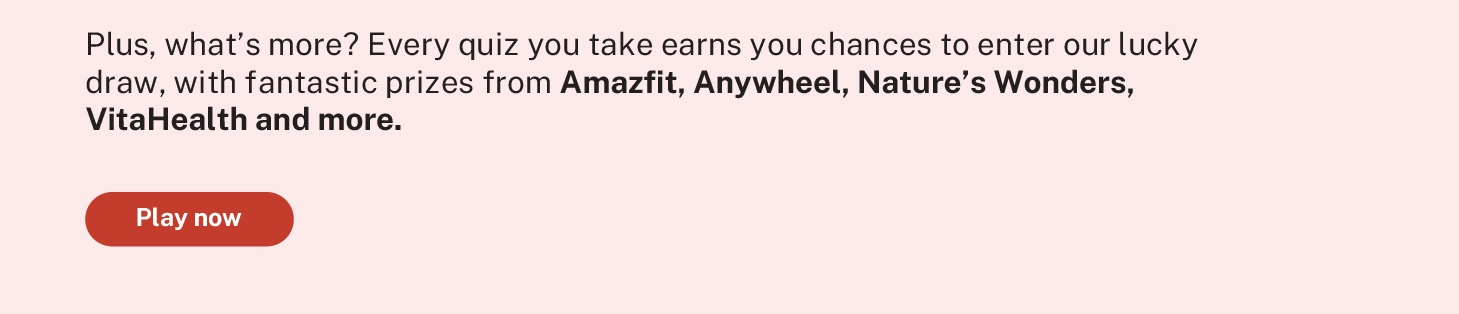 Plus, what’s more? Every quiz you take earns you chances to enter our lucky
draw, with fantastic prizes from Amazfit, Anywheel, Nature’s Wonders,
VitaHealth and more.
Play now